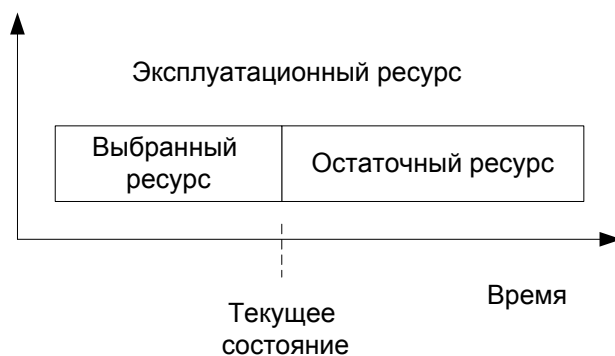 Эксплуатационный ресурс
Выбранный
ресурс
Остаточный ресурс
Время
Текущее
состояние